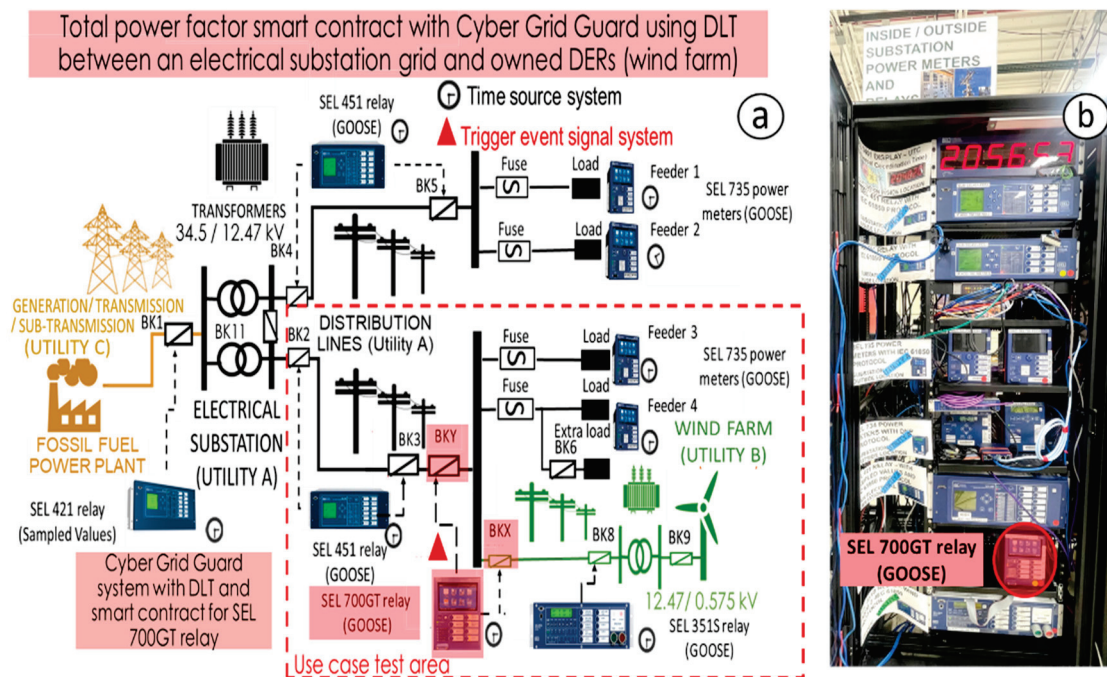 Total power factor smart contract with Cyber Grid Guard using DLT
between an electrical substation grid and owned DERs (wind farm)
a
SEL 451 relay
(GOOSE)
Time source system
Trigger event signal system
TRANSFORMERS
34.5 / 12.47 kV
BK4
BK5
Fuse
Load
Feeder 1
SEL 735 power
meters (GOOSE)
Fuse
Load
Feeder 2
GENERATION/ TRANSMISSION
/ SUB-TRANSMISSION
(UTILITY C)
BK1
BK11
BK2
FOSSIL FUEL
POWER PLANT
ELECTRICAL
SUBSTATION
(UTILITY A)
SEL 421 relay
(Sampled Values)
Cyber Grid Guard
system with DLT and
smart contract for SEL
700GT relay
DISTRIBUTION
LINES (Utility A)
BK3
BKY
Fuse
Load
Feeder 3
SEL 735 power
meters (GOOSE)
Fuse
Load
Feeder 4
Extra load
BK6
WIND FARM
(UTILITY B)
BKX
BK8
BK9
12.47/ 0.575 kV
SEL 451 relay
(GOOSE)
SEL 700GT relay
(GOOSE)
SEL 351S relay
(GOOSE)
Use case test area
b
INSIDE / OUTSIDE
SUBSTATION
POWER METERS
AND
RELAYS
20:56:53
SEL 700GT relay
(GOOSE)